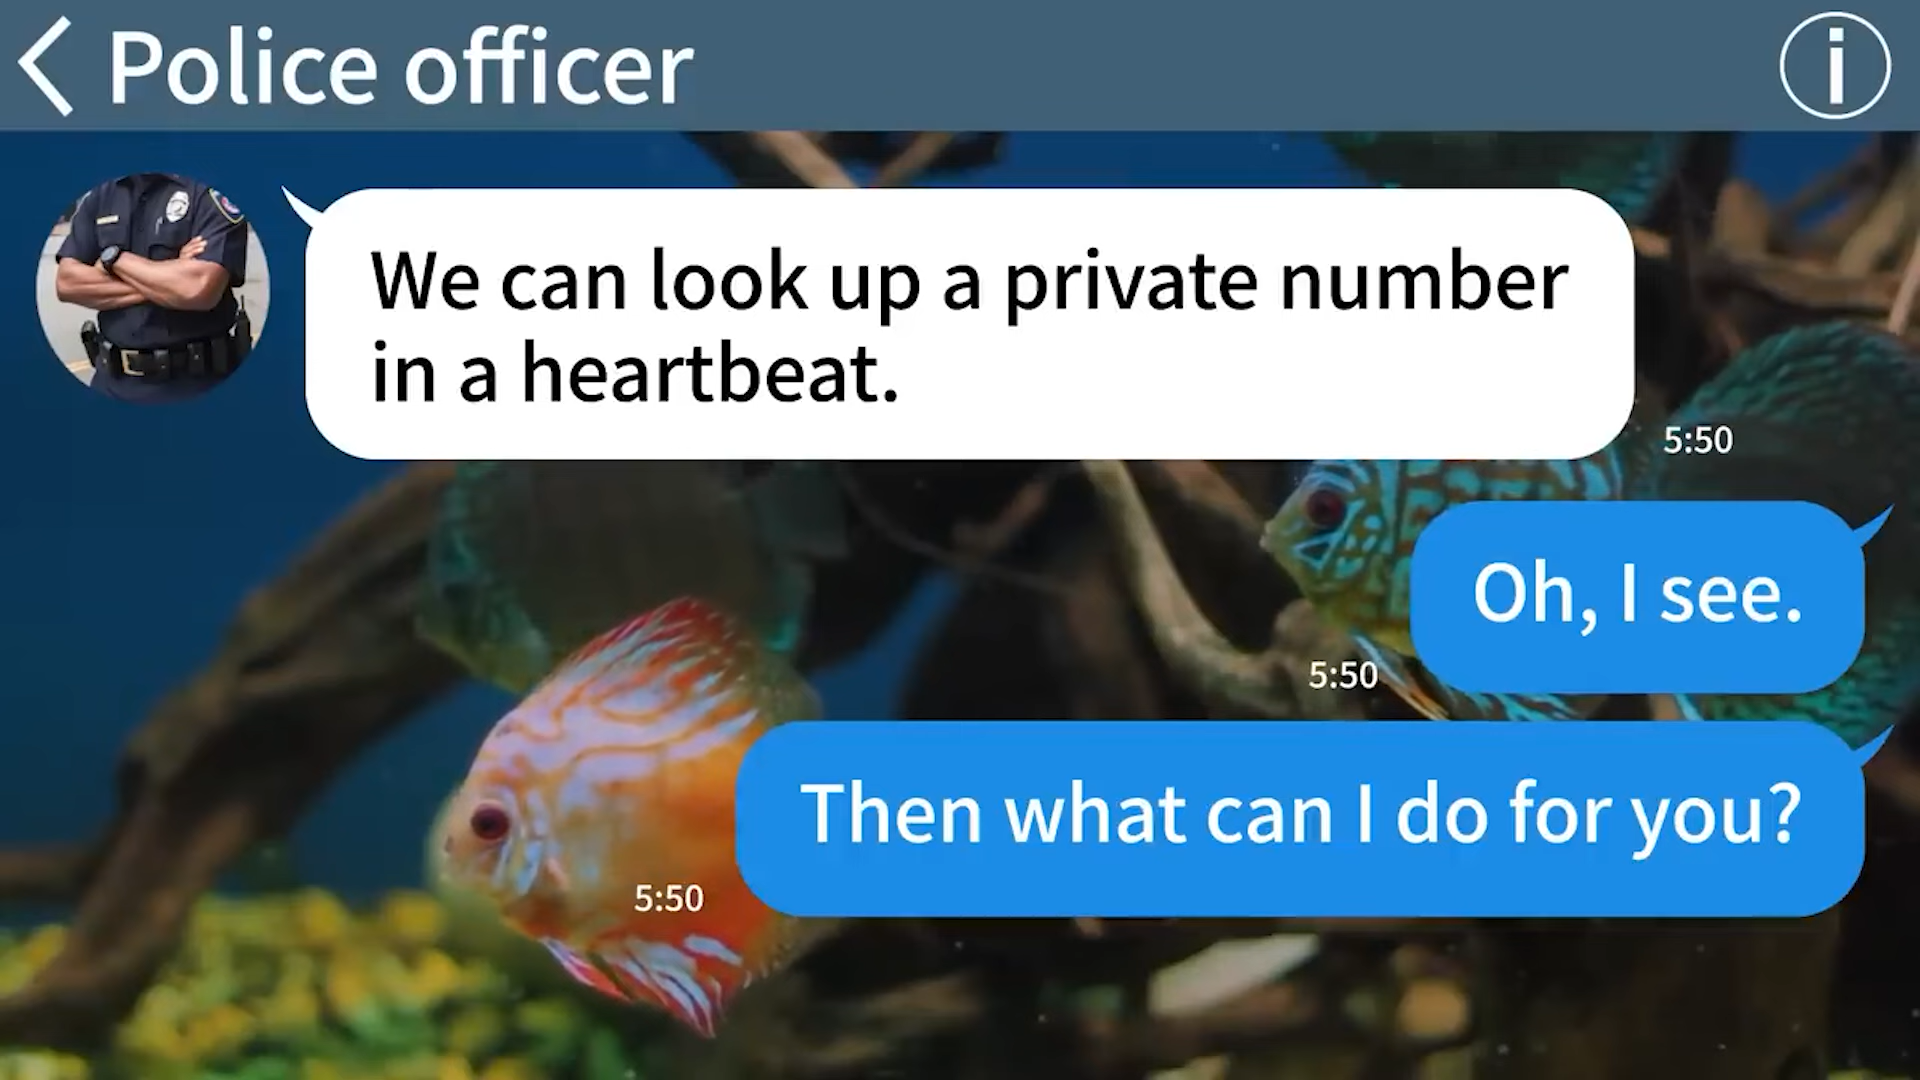 Police officer
We can look up a private number
in a heartbeat.
5:50
Oh, I see.
5:50
Then what can I do for you?
5:50